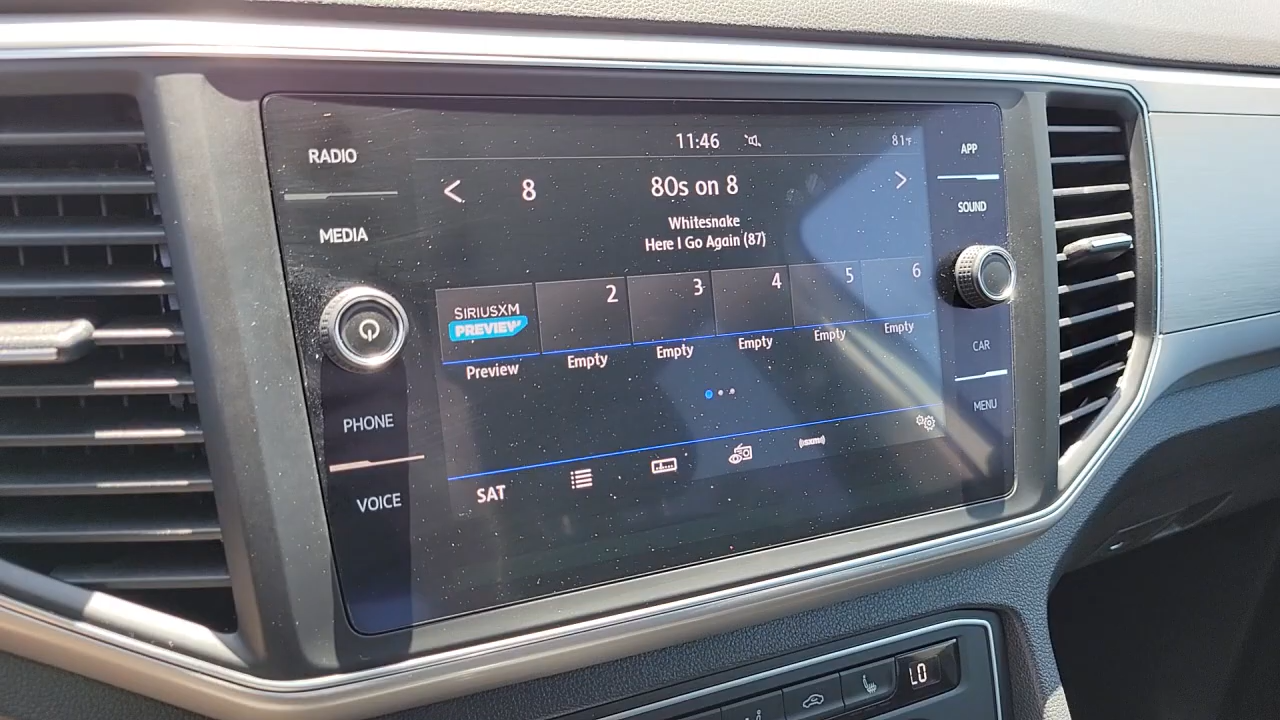 RADIO
MEDIA
PHONE
VOICE
11:46
81°F
8
80s on 8
Whitesnake
Here I Go Again (87)
SIRIUSXM
PREVIEW
2
3
4
5
6
Preview
Empty
Empty
Empty
Empty
Empty
SAT
((SXM))
APP
SOUND
CAR
MENU
LO